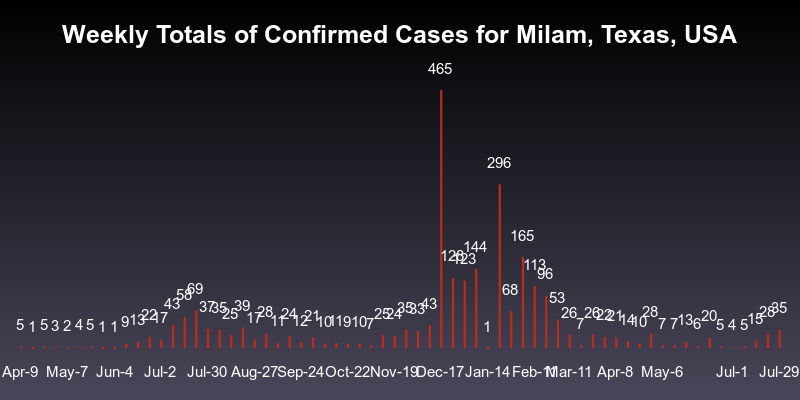 Weekly Totals of Confirmed Cases for Milam, Texas, USA
5 1 5 3 2 4 5 1 1 9 13 22 17 43 58 69 37 35 25 39 17 28 11 24 12 21 10 11 9 10 7 25 24 35 33 43 465 126 123 144 1 296 68 165 113 96 53 26 7 26 22 21 14 10 28 7 7 13 6 20 5 4 5 15 28 35
Apr-9 May-7 Jun-4 Jul-2 Jul-30 Aug-27 Sep-24 Oct-22 Nov-19 Dec-17 Jan-14 Feb-11 Mar-11 Apr-8 May-6 Jul-1 Jul-29